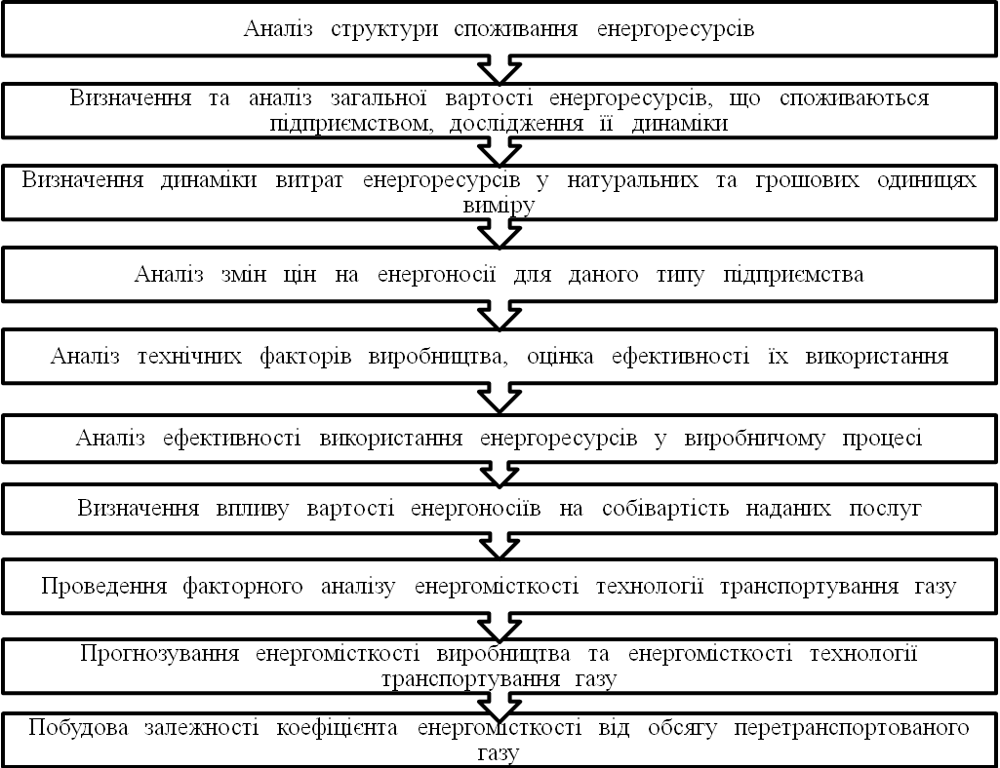 Аналіз структури споживання енергоресурсів
Визначення та аналіз загальної вартості енергоресурсів, що споживаються
підприємством, дослідження її динаміки
Визначення динаміки витрат енергоресурсів у натуральних та грошових одиницях
виміру
Аналіз змін цін на енергоносії для даного типу підприємства
Аналіз технічних факторів виробництва, оцінка ефективності їх використання
Аналіз ефективності використання енергоресурсів у виробничому процесі
Визначення впливу вартості енергоносіїв на собівартість наданих послуг
Проведення факторного аналізу енергомісткості технології транспортування газу
Прогнозування енергомісткості виробництва та енергомісткості технології
транспортування газу
Побудова залежності коефіцієнта енергомісткості від обсягу перетранспортованого
газу